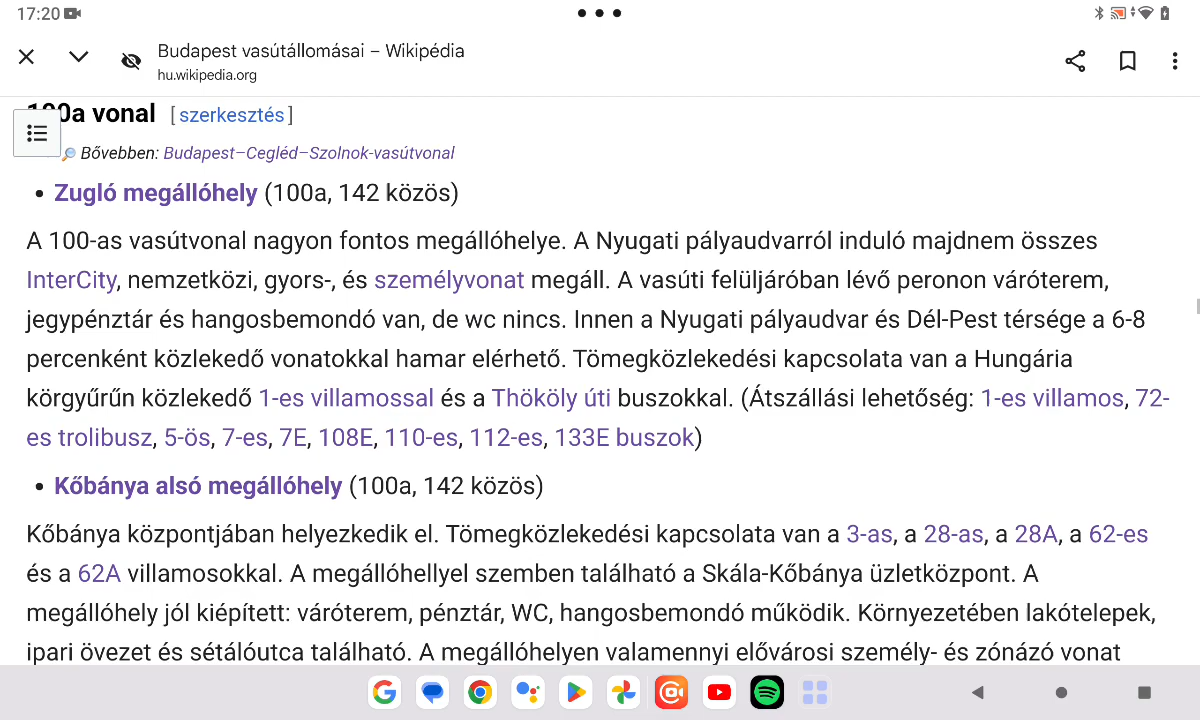 17:20
Budapest vasútállomásai – Wikipédia
hu.wikipedia.org
100a vonal [szerkesztés]
Bővebben: Budapest–Cegléd–Szolnok-vasútvonal
• Zugló megállóhely (100a, 142 közös)
A 100-as vasútvonal nagyon fontos megállóhelye. A Nyugati pályaudvarról induló majdnem összes
InterCity, nemzetközi, gyors-, és személyvonat megáll. A vasúti felüljáróban lévő peronon váróterem,
jegypénztár és hangosbemondó van, de wc nincs. Innen a Nyugati pályaudvar és Dél-Pest térsége a 6-8
percenként közlekedő vonatokkal hamar elérhető. Tömegközlekedési kapcsolata van a Hungária
körgyűrűn közlekedő 1-es villamossal és a Thököly úti buszokkal. (Átszállási lehetőség: 1-es villamos, 72-
es trolibusz, 5-ös, 7-es, 7E, 108E, 110-es, 112-es, 133E buszok)
• Kőbánya alsó megállóhely (100a, 142 közös)
Kőbánya központjában helyezkedik el. Tömegközlekedési kapcsolata van a 3-as, a 28-as, a 28A, a 62-es
és a 62A villamosokkal. A megállóhellyel szemben található a Skála-Kőbánya üzletközpont. A
megállóhely jól kiépített: váróterem, pénztár, WC, hangosbemondó működik. Környezetében lakótelepek,
ipari övezet és sétálóutca található. A megállóhelyen valamennyi elővárosi személy- és zónázó vonat